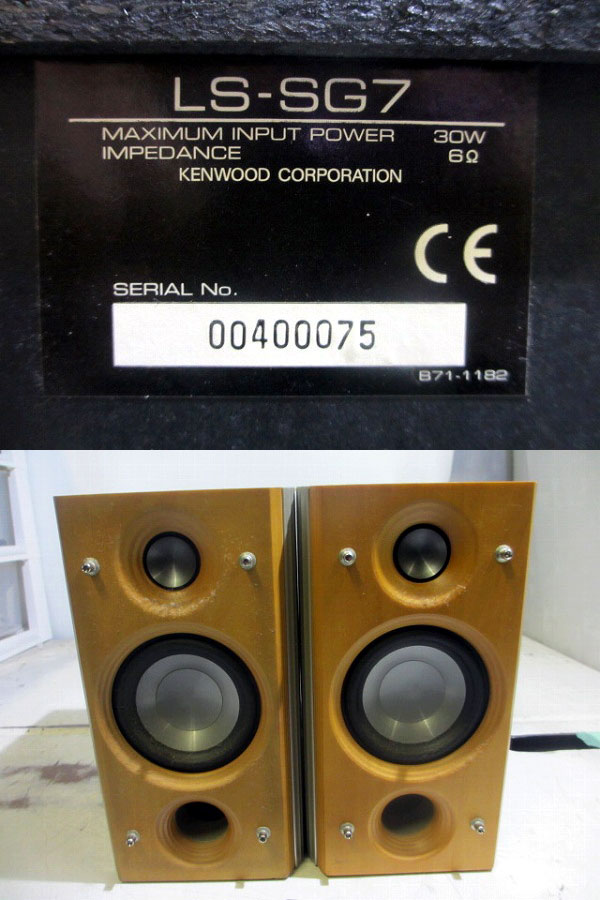 LS-SG7
MAXIMUM INPUT POWER 30W
IMPEDANCE 6Ω
KENWOOD CORPORATION
CE
SERIAL No.
00400075
B71-1182